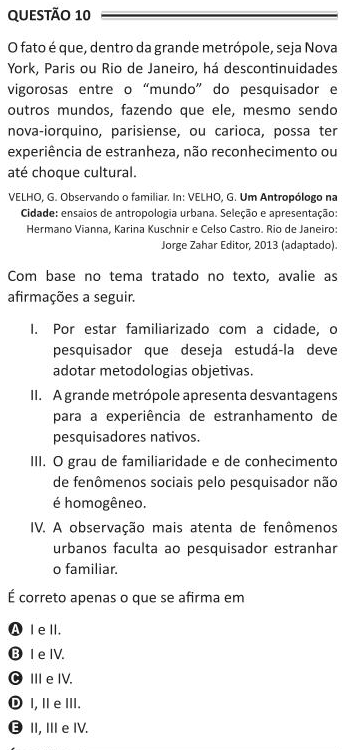 QUESTÃO 10
O fato é que, dentro da grande metrópole, seja Nova
York, Paris ou Rio de Janeiro, há descontinuidades
vigorosas entre o “mundo” do pesquisador e
outros mundos, fazendo que ele, mesmo sendo
nova-iorquino, parisiense, ou carioca, possa ter
experiência de estranheza, não reconhecimento ou
até choque cultural.
VELHO, G. Observando o familiar. In: VELHO, G. Um Antropólogo na
Cidade: ensaios de antropologia urbana. Seleção e apresentação:
Hermano Vianna, Karina Kuschnir e Celso Castro. Rio de Janeiro:
Jorge Zahar Editor, 2013 (adaptado).
Com base no tema tratado no texto, avalie as
afirmações a seguir.
I. Por estar familiarizado com a cidade, o
pesquisador que deseja estudá-la deve
adotar metodologias objetivas.
II. A grande metrópole apresenta desvantagens
para a experiência de estranhamento de
pesquisadores nativos.
III. O grau de familiaridade e de conhecimento
de fenômenos sociais pelo pesquisador não
é homogêneo.
IV. A observação mais atenta de fenômenos
urbanos faculta ao pesquisador estranhar
o familiar.
É correto apenas o que se afirma em
A I e II.
B I e IV.
C III e IV.
D I, II e III.
E II, III e IV.